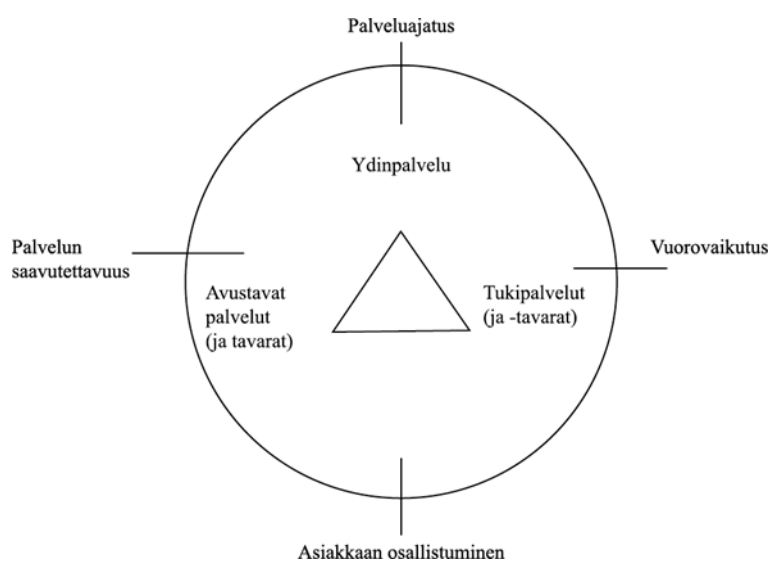 Palveluajatus
Ydinpalvelu
Palvelun
saavutettavuus
Vuorovaikutus
Avustavat
palvelut
(ja tavarat)
Tukipalvelut
(ja -tavarat)
Asiakkaan osallistuminen